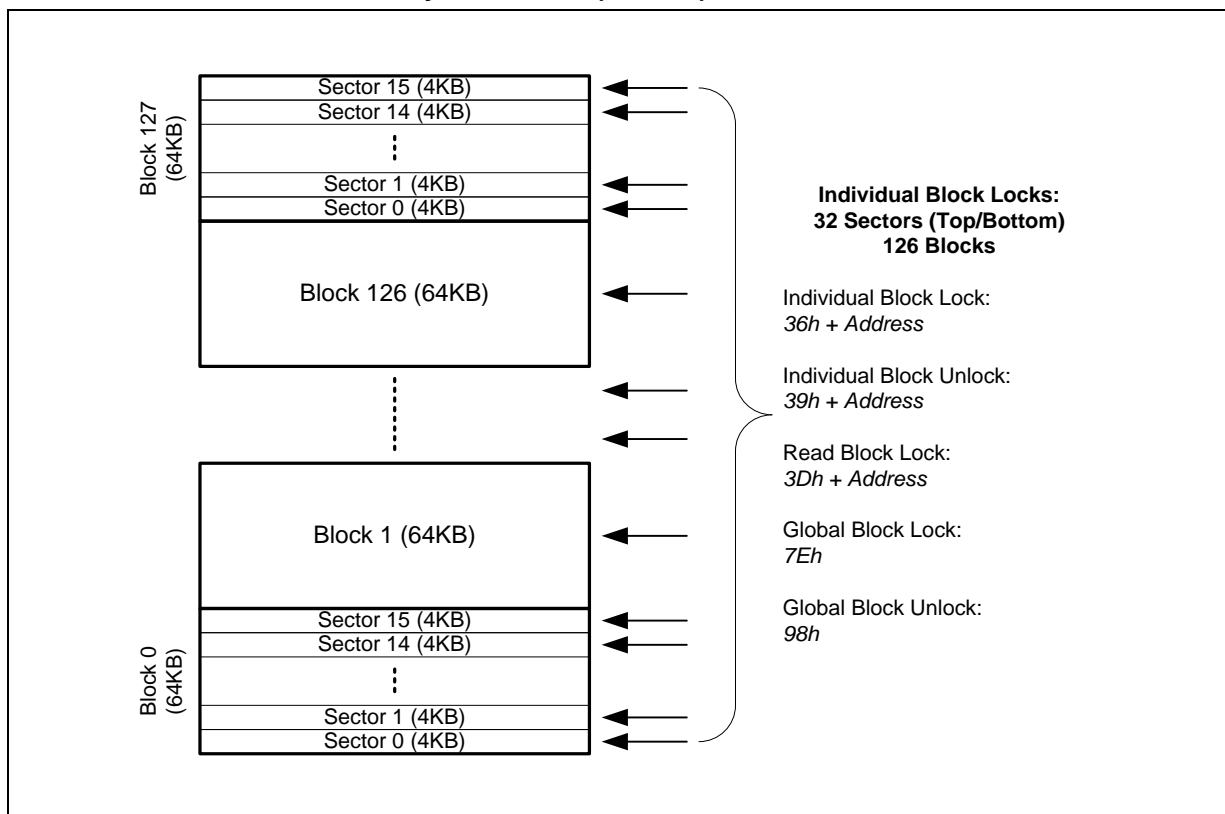 Block 127
(64KB)
Sector 15 (4KB)
Sector 14 (4KB)
Sector 1 (4KB)
Sector 0 (4KB)
Block 126 (64KB)
Block 1 (64KB)
Block 0
(64KB)
Sector 15 (4KB)
Sector 14 (4KB)
Sector 1 (4KB)
Sector 0 (4KB)
Individual Block Locks:
32 Sectors (Top/Bottom)
126 Blocks
Individual Block Lock:
36h + Address
Individual Block Unlock:
39h + Address
Read Block Lock:
3Dh + Address
Global Block Lock:
7Eh
Global Block Unlock:
98h